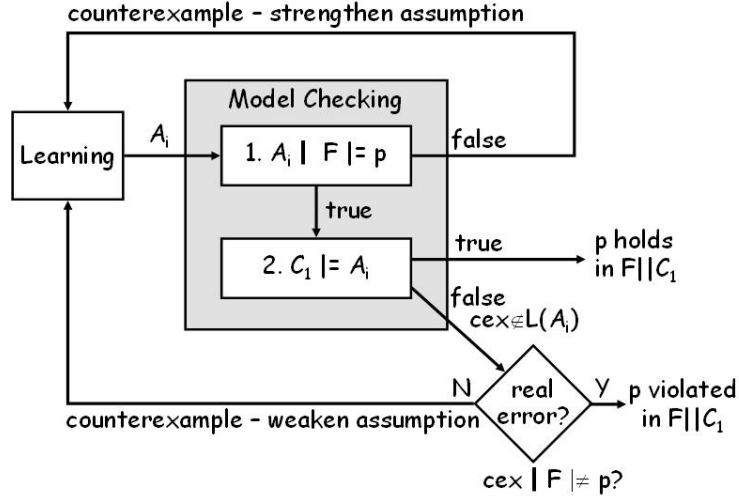 counterexample – strengthen assumption
Model Checking
Learning
Aᵢ
1. Aᵢ | F |= p
false
true
2. C₁ |= Aᵢ
true
p holds
in F||C₁
false
cex∉L(Aᵢ)
N
real
error?
Y
p violated
in F||C₁
counterexample – weaken assumption
cex | F |≠ p?